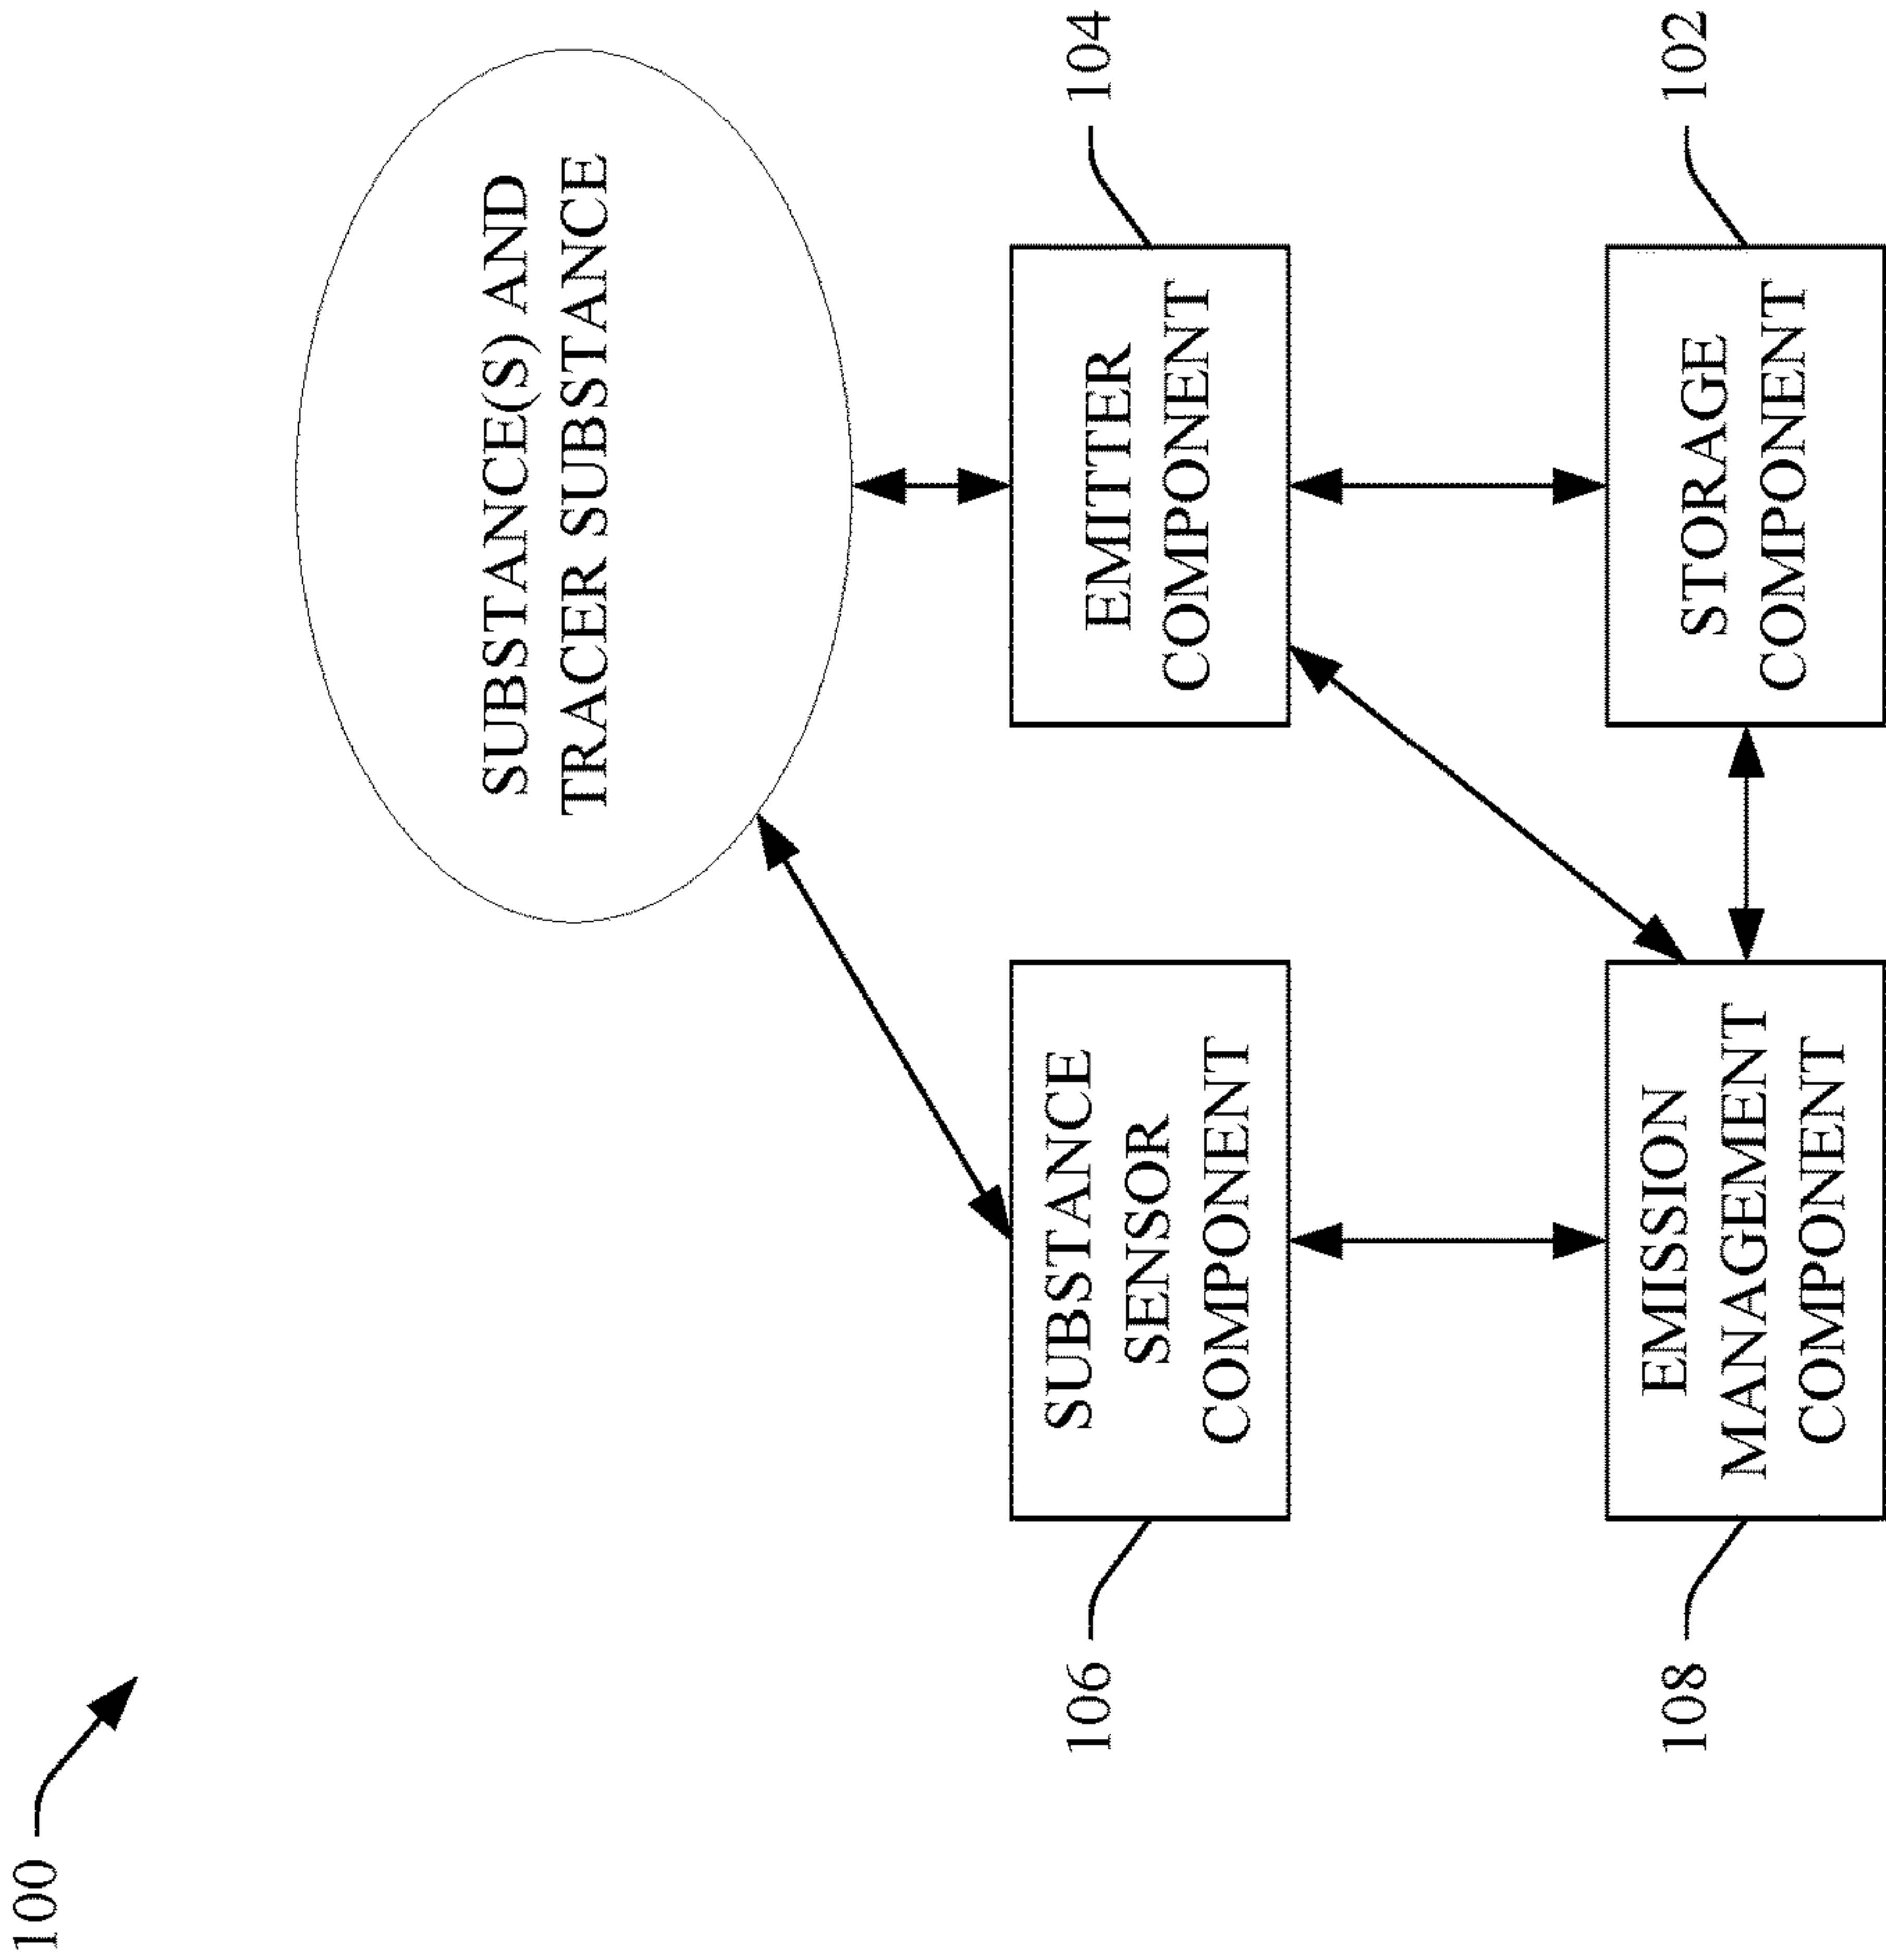 100
SUBSTANCE(S) AND
TRACER SUBSTANCE
106
SUBSTANCE
SENSOR
COMPONENT
EMITTER
COMPONENT
104
108
EMISSION
MANAGEMENT
COMPONENT
STORAGE
COMPONENT
102